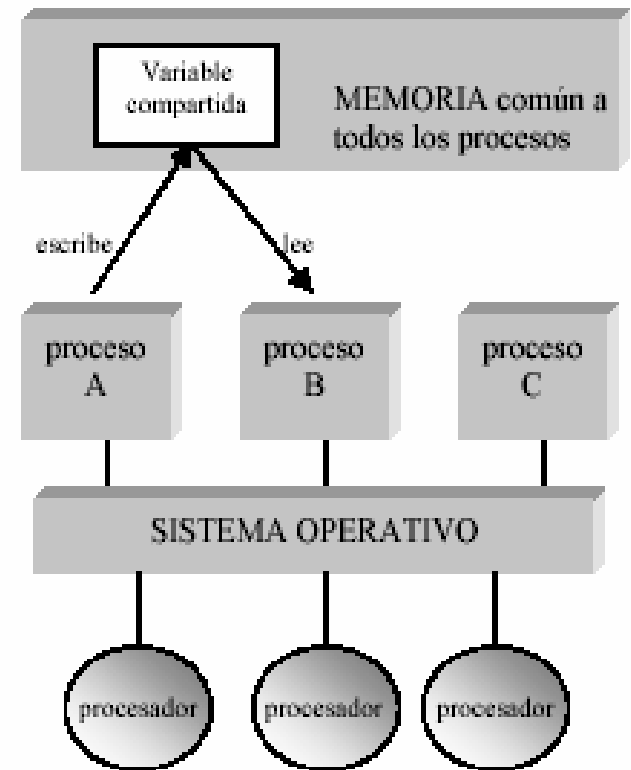 Variable
compartida
MEMORIA común a
todos los procesos
escribe
lee
proceso
A
proceso
B
proceso
C
SISTEMA OPERATIVO
procesador
procesador
procesador